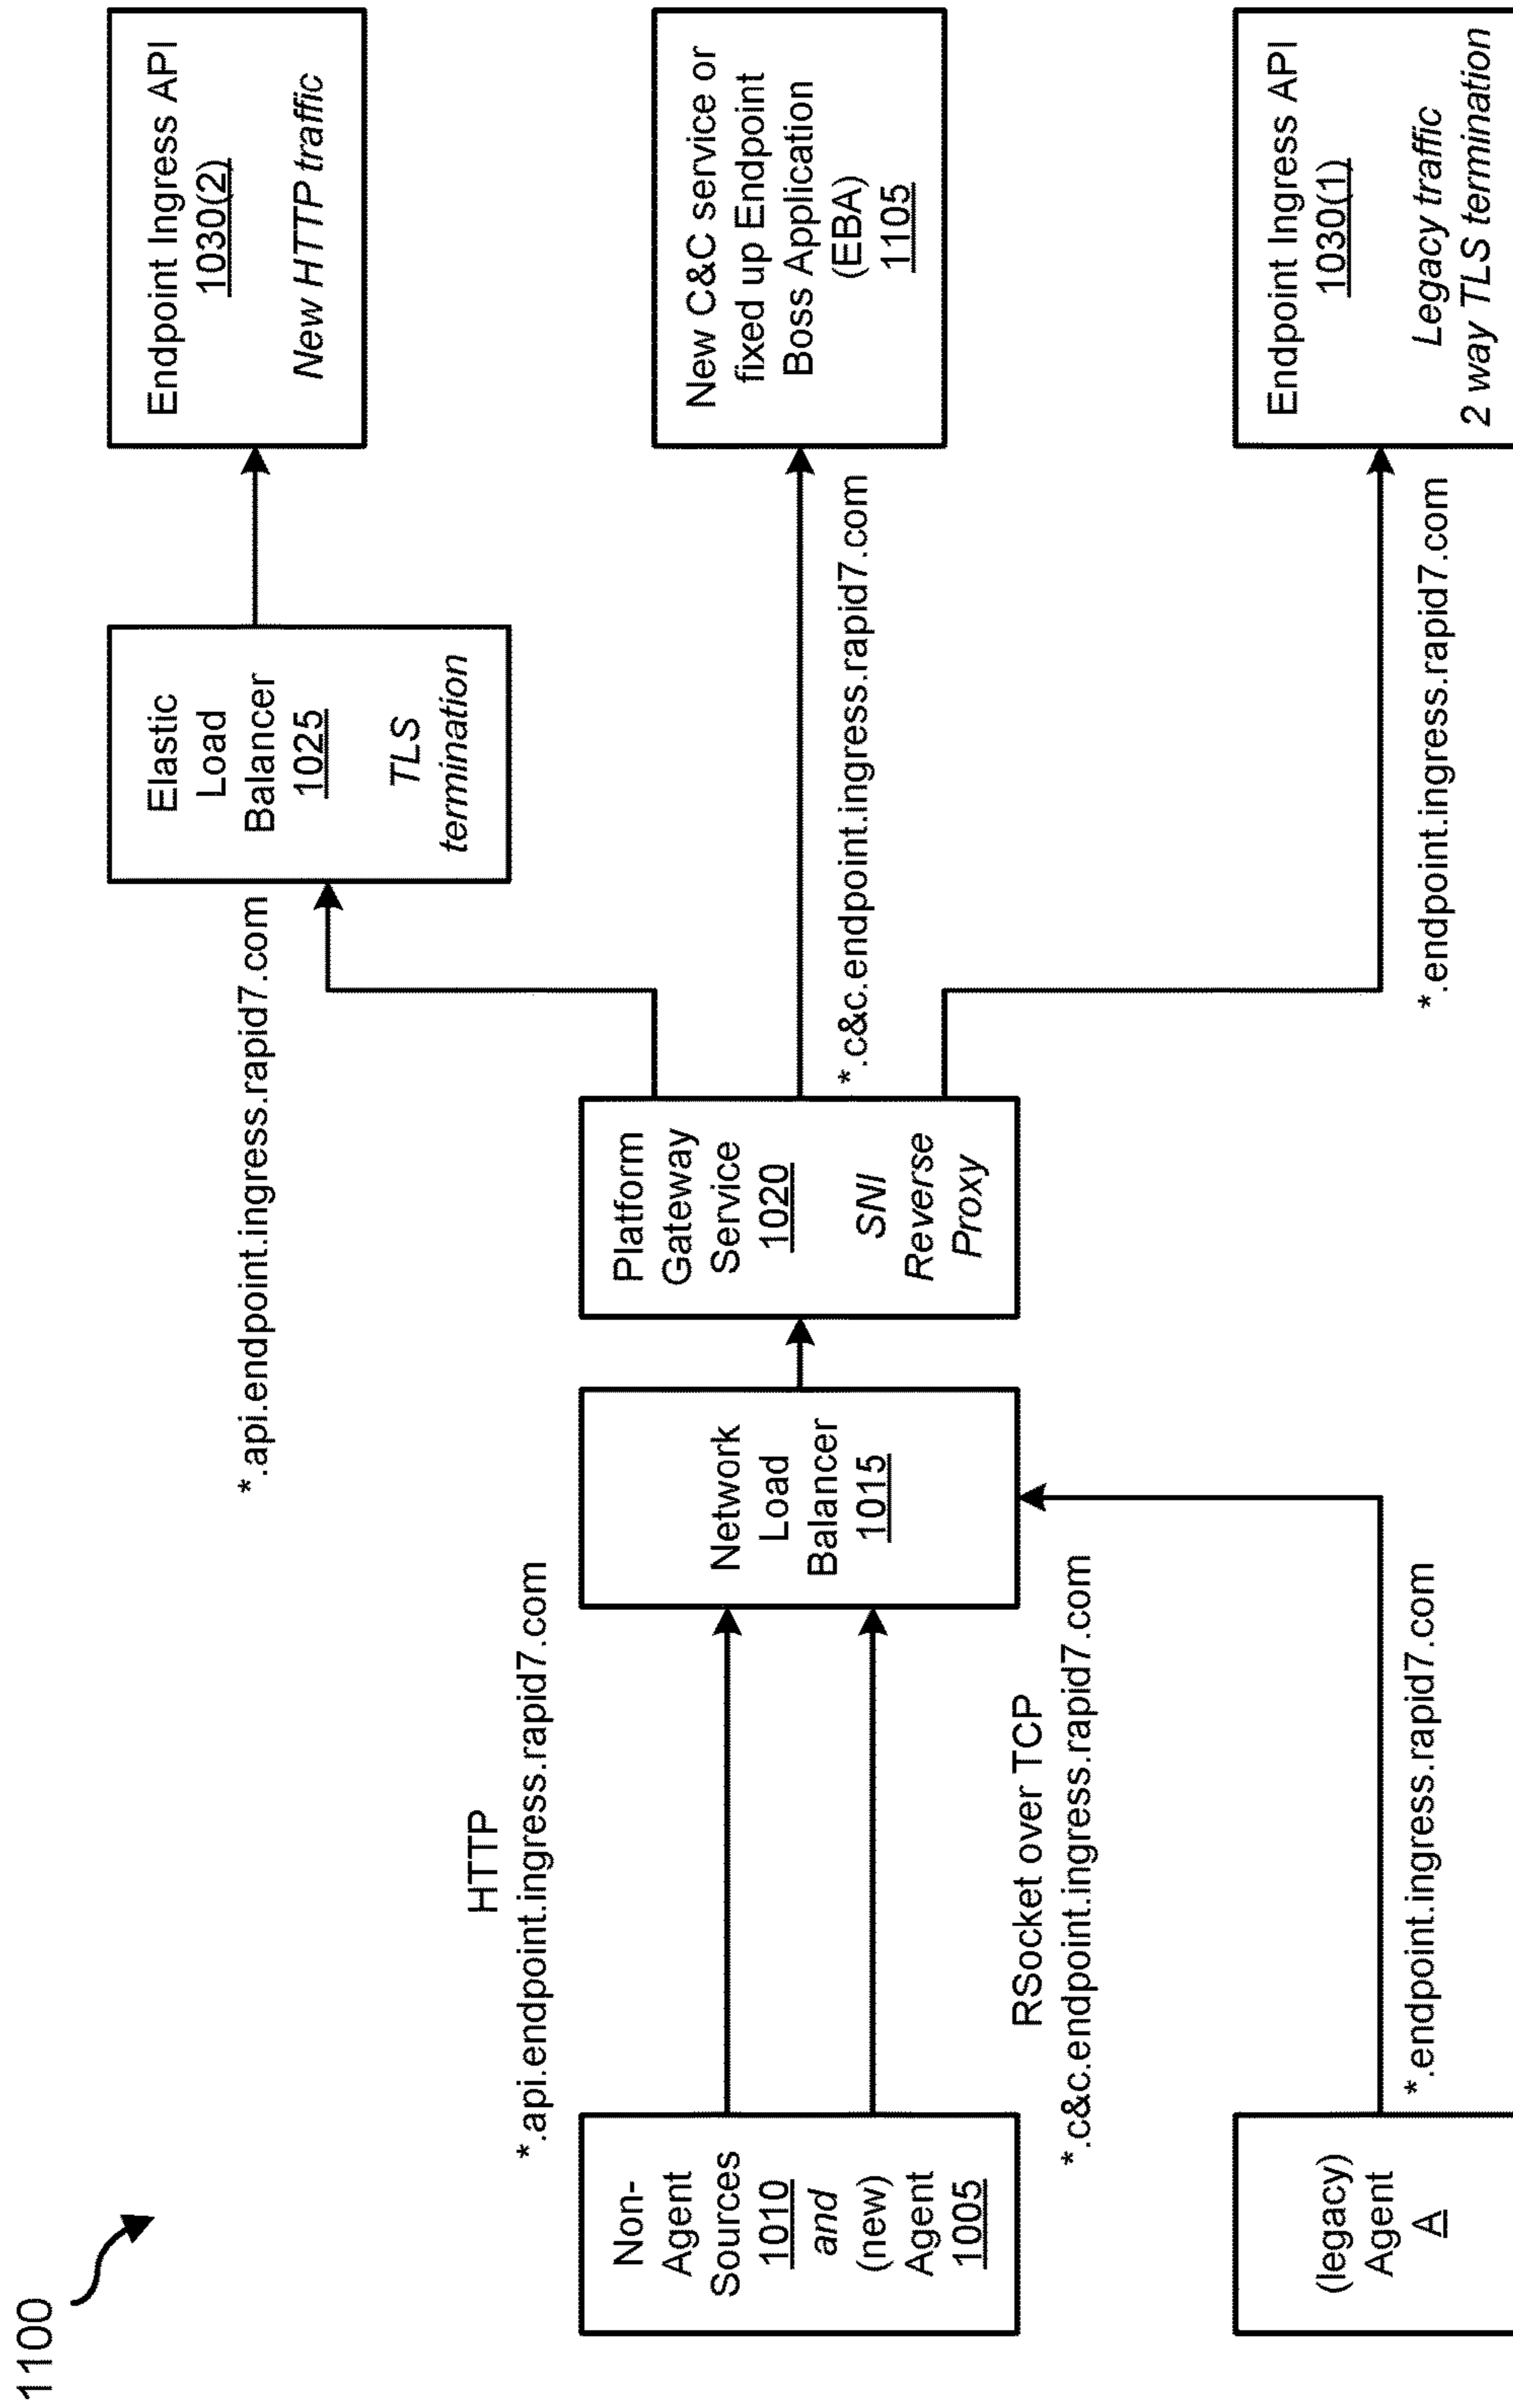 1100
Non-
Agent
Sources
1010
and
(new)
Agent
1005
(legacy)
Agent
A
HTTP
*.api.endpoint.ingress.rapid7.com
RSocket over TCP
*.c&c.endpoint.ingress.rapid7.com
*.endpoint.ingress.rapid7.com
Network
Load
Balancer
1015
Platform
Gateway
Service
1020
SNI
Reverse
Proxy
*.api.endpoint.ingress.rapid7.com
*.c&c.endpoint.ingress.rapid7.com
*.endpoint.ingress.rapid7.com
Elastic
Load
Balancer
1025
TLS
termination
Endpoint Ingress API
1030(2)
New HTTP traffic
New C&C service or
fixed up Endpoint
Boss Application
(EBA)
1105
Endpoint Ingress API
1030(1)
Legacy traffic
2 way TLS termination